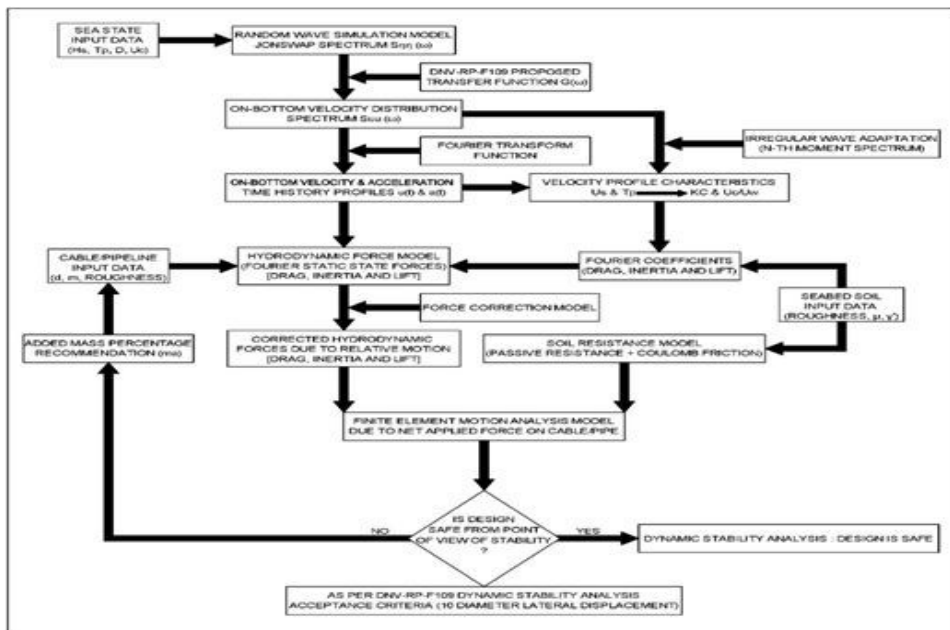 SEA STATE
INPUT DATA
(Hs, Tp, D, Uc)
RANDOM WAVE SIMULATION MODEL
JONSWAP SPECTRUM Sηη (ω)
DNV-RP-F109 PROPOSED
TRANSFER FUNCTION G(ω)
ON-BOTTOM VELOCITY DISTRIBUTION
SPECTRUM Suu (ω)
IRREGULAR WAVE ADAPTATION
(N-TH MOMENT SPECTRUM)
FOURIER TRANSFORM
FUNCTION
ON-BOTTOM VELOCITY & ACCELERATION
TIME HISTORY PROFILES u(t) & a(t)
VELOCITY PROFILE CHARACTERISTICS
Us & Tp KC & Uc/Uw
CABLE/PIPELINE
INPUT DATA
(d, m, ROUGHNESS)
HYDRODYNAMIC FORCE MODEL
(FOURIER STATIC STATE FORCES)
[DRAG, INERTIA AND LIFT]
FOURIER COEFFICIENTS
(DRAG, INERTIA AND LIFT)
SEABED SOIL
INPUT DATA
(ROUGHNESS, μ, γ')
FORCE CORRECTION MODEL
ADDED MASS PERCENTAGE
RECOMMENDATION (ma)
CORRECTED HYDRODYNAMIC
FORCES DUE TO RELATIVE MOTION
[DRAG, INERTIA AND LIFT]
SOIL RESISTANCE MODEL
(PASSIVE RESISTANCE + COULOMB FRICTION)
FINITE ELEMENT MOTION ANALYSIS MODEL
DUE TO NET APPLIED FORCE ON CABLE/PIPE
NO
IS DESIGN
SAFE FROM POINT
OF VIEW OF STABILITY
?
YES
DYNAMIC STABILITY ANALYSIS : DESIGN IS SAFE
AS PER DNV-RP-F109 DYNAMIC STABILITY ANALYSIS
ACCEPTANCE CRITERIA (10 DIAMETER LATERAL DISPLACEMENT)